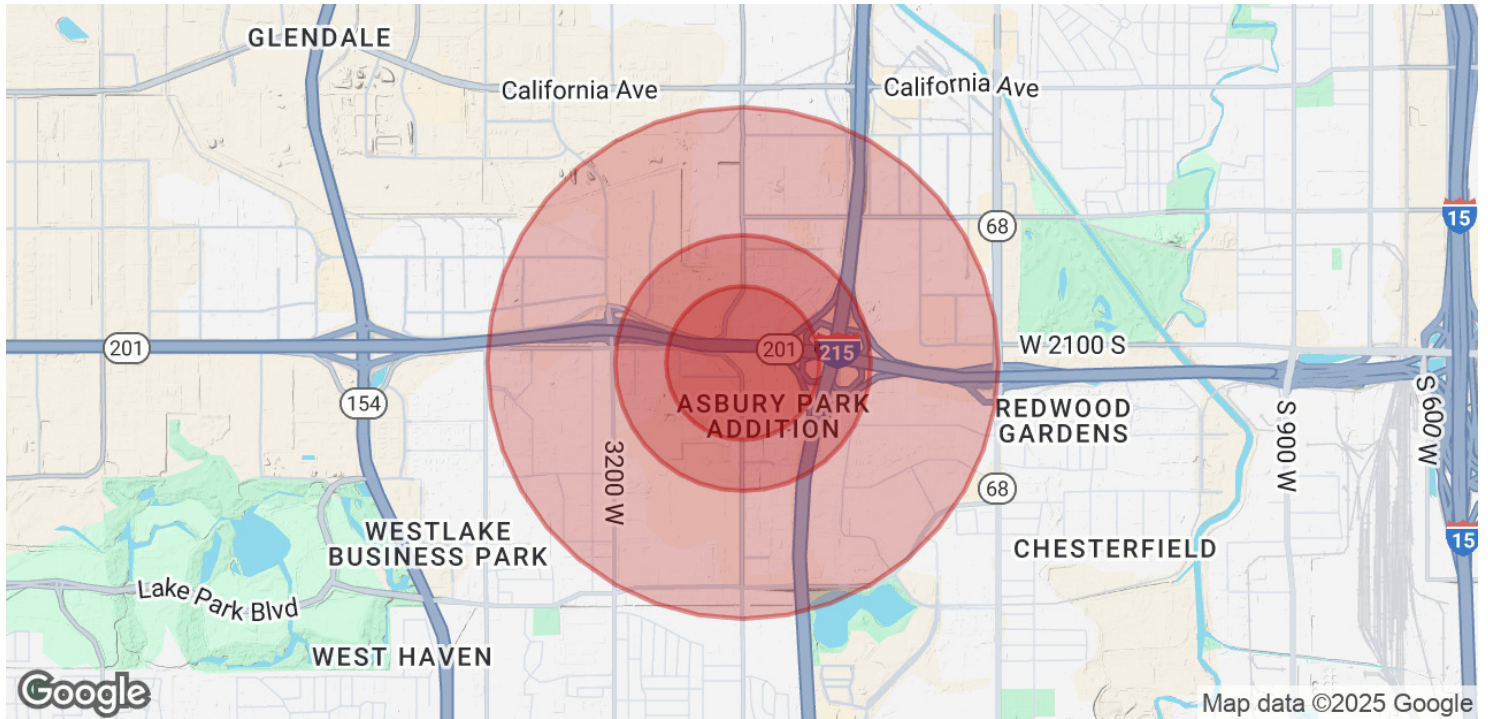 GLENDALE
California Ave
California Ave
15
68
201
201
215
W 2100 S
154
ASBURY PARK
ADDITION
REDWOOD
GARDENS
S 900 W
S 600 W
3200 W
68
WESTLAKE
BUSINESS PARK
CHESTERFIELD
15
Lake Park Blvd
WEST HAVEN
Google
Map data ©2025 Google